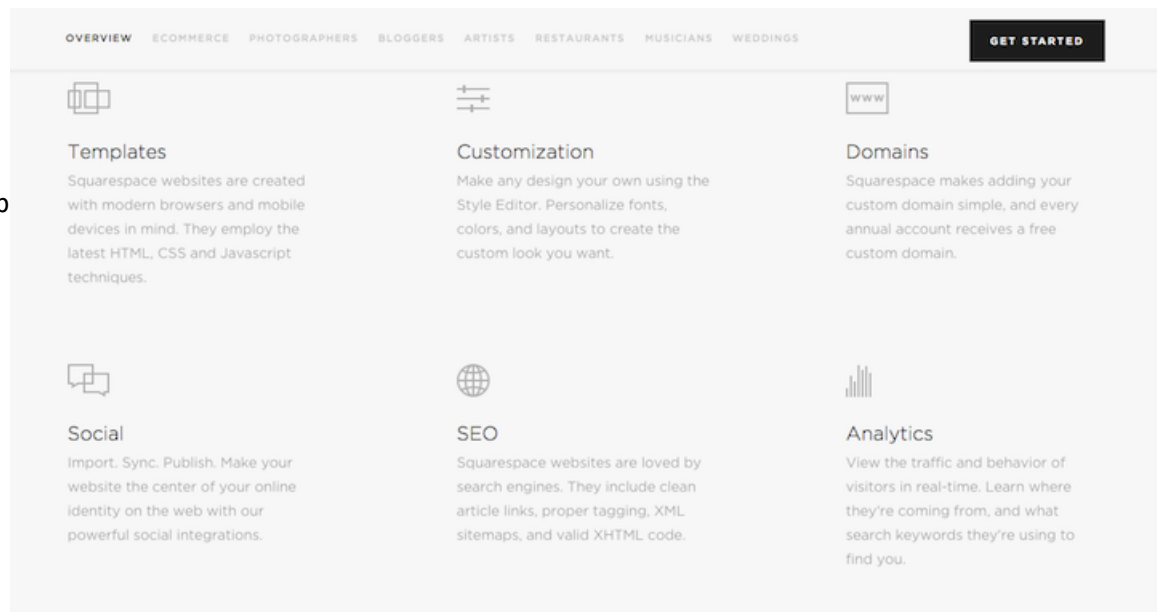 OVERVIEW ECOMMERCE PHOTOGRAPHERS BLOGGERS ARTISTS RESTAURANTS MUSICIANS WEDDINGS
GET STARTED
Templates
Squarespace websites are created
with modern browsers and mobile
devices in mind. They employ the
latest HTML, CSS and Javascript
techniques.
Customization
Make any design your own using the
Style Editor. Personalize fonts,
colors, and layouts to create the
custom look you want.
www
Domains
Squarespace makes adding your
custom domain simple, and every
annual account receives a free
custom domain.
Social
Import. Sync. Publish. Make your
website the center of your online
identity on the web with our
powerful social integrations.
SEO
Squarespace websites are loved by
search engines. They include clean
article links, proper tagging, XML
sitemaps, and valid XHTML code.
Analytics
View the traffic and behavior of
visitors in real-time. Learn where
they're coming from, and what
search keywords they're using to
find you.